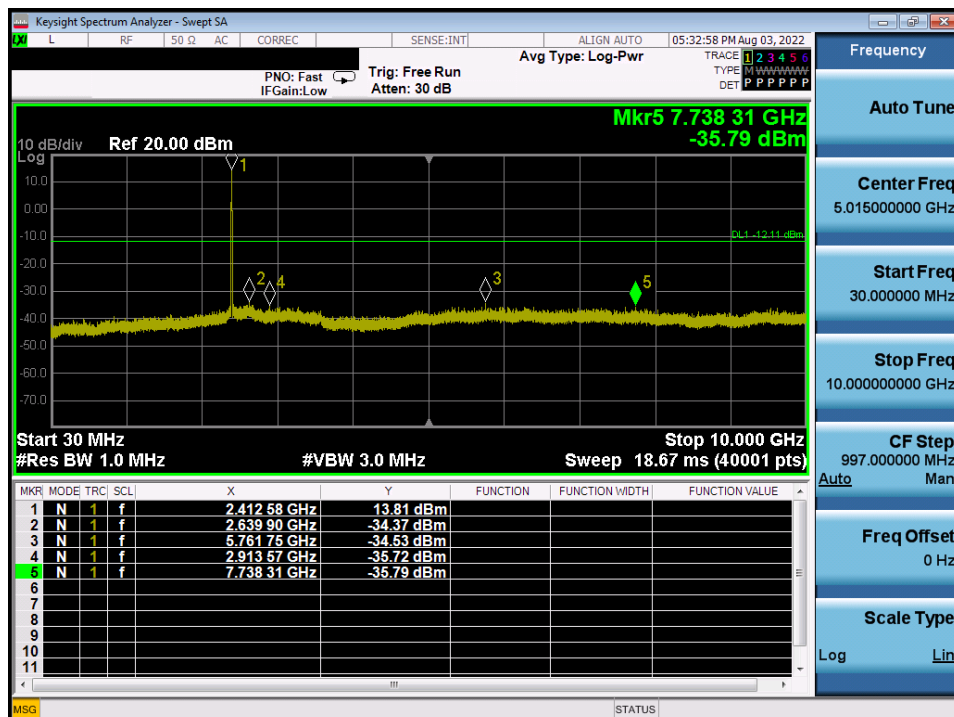 Keysight Spectrum Analyzer - Swept SA
LXI L RF 50 Ω AC CORREC SENSE:INT ALIGN AUTO 05:32:58 PM Aug 03, 2022
Frequency
Avg Type: Log-Pwr
TRACE 1 2 3 4 5 6
PNO: Fast Trig: Free Run
TYPE M WWWWW
IFGain:Low Atten: 30 dB
DET P P P P P P
Auto Tune
Mkr5 7.738 31 GHz
-35.79 dBm
10 dB/div Ref 20.00 dBm
Log
1
10.0
0.00
-10.0
DL1 -12.11 dBm
-20.0
2 4 3 5
-30.0
-40.0
-50.0
-60.0
-70.0
Center Freq
5.015000000 GHz
Start Freq
30.000000 MHz
Stop Freq
10.000000000 GHz
Start 30 MHz Stop 10.000 GHz
#Res BW 1.0 MHz #VBW 3.0 MHz Sweep 18.67 ms (40001 pts)
CF Step
997.000000 MHz
Auto Man
MKR MODE TRC SCL X Y FUNCTION FUNCTION WIDTH FUNCTION VALUE
1 N 1 f 2.412 58 GHz 13.81 dBm
2 N 1 f 2.639 90 GHz -34.37 dBm
3 N 1 f 5.761 75 GHz -34.53 dBm
4 N 1 f 2.913 57 GHz -35.72 dBm
5 N 1 f 7.738 31 GHz -35.79 dBm
6
7
8
9
10
11
Freq Offset
0 Hz
Scale Type
Log Lin
MSG STATUS